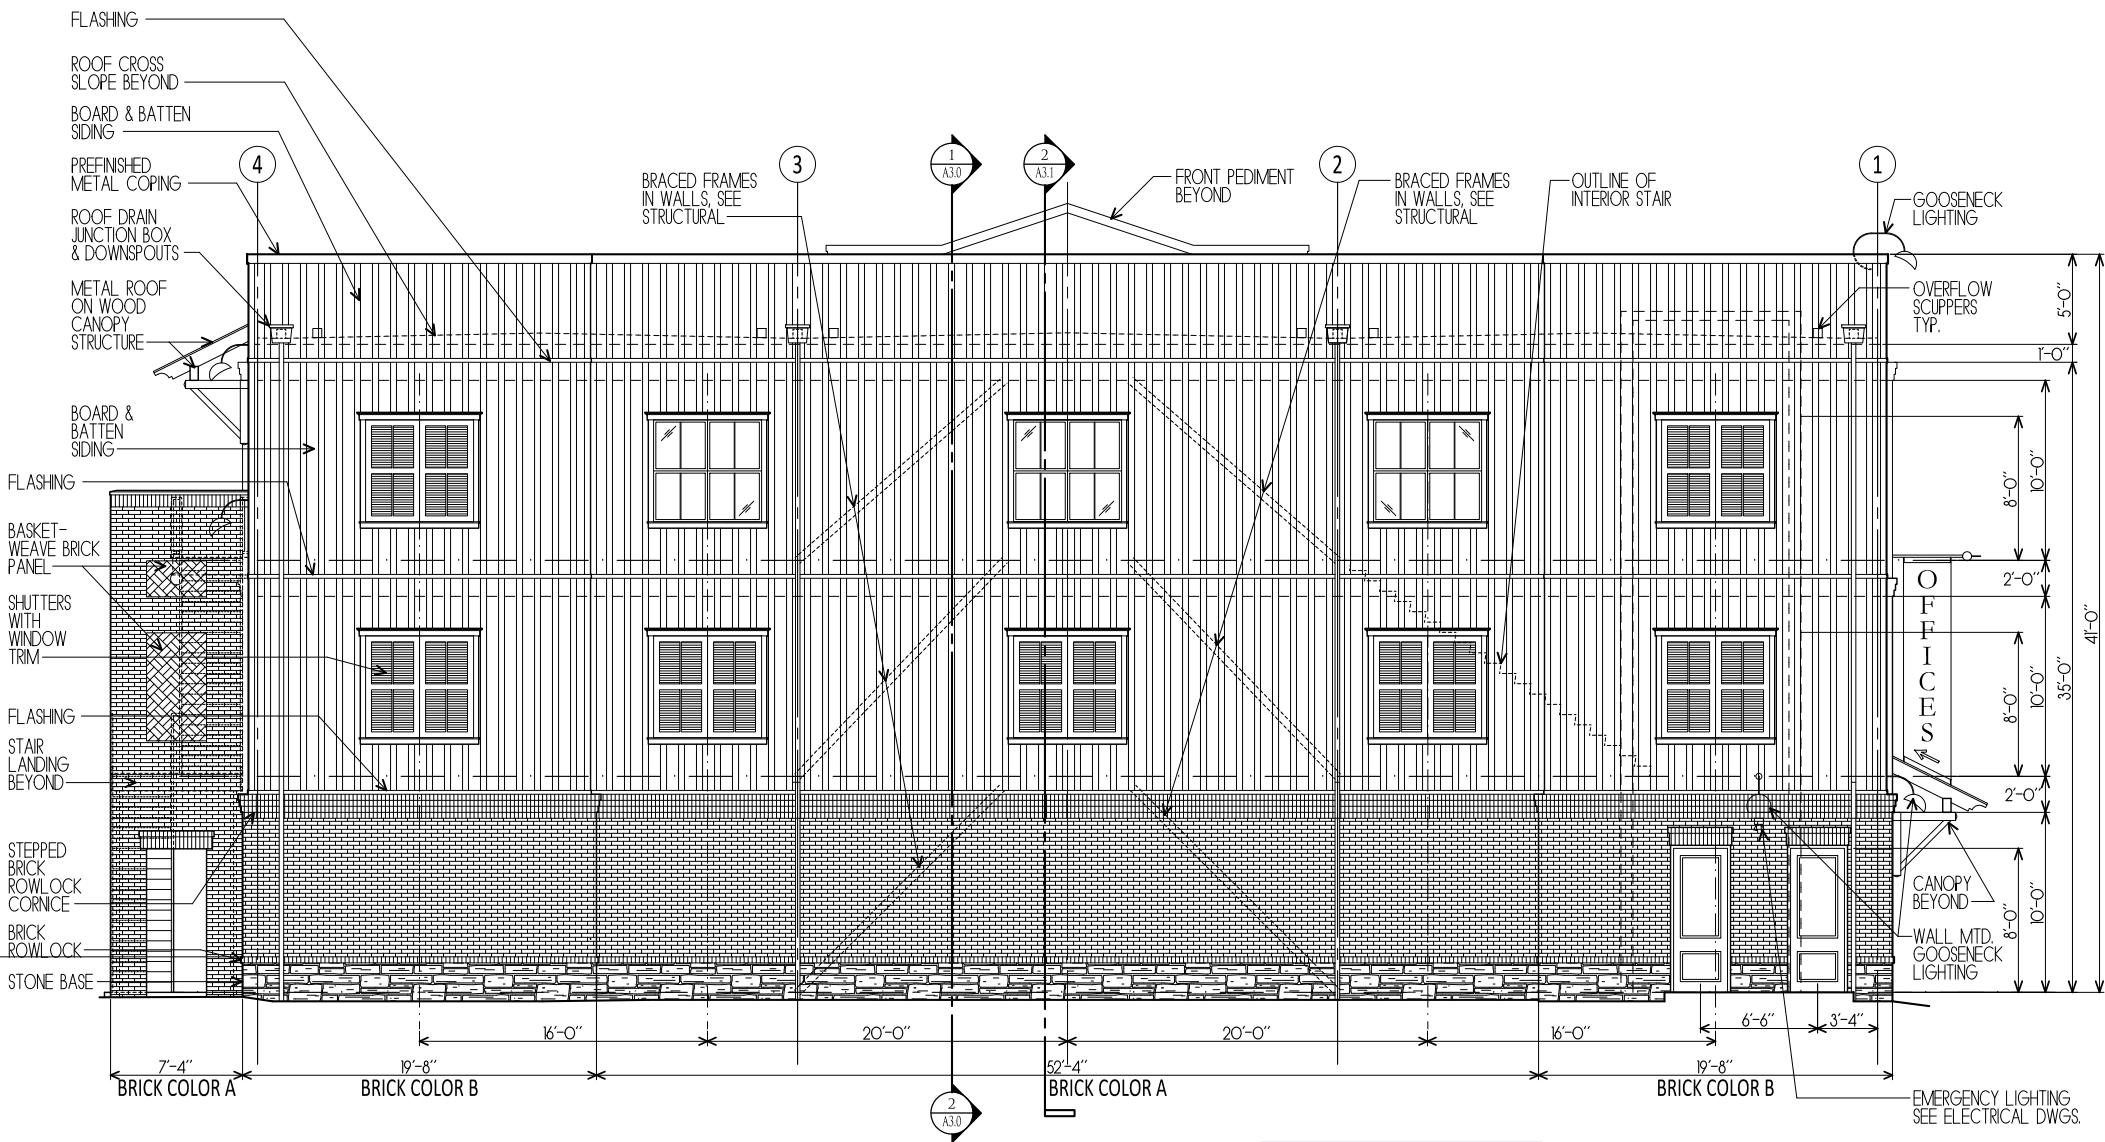 FLASHING
ROOF CROSS
SLOPE BEYOND
BOARD & BATTEN
SIDING
PREFINISHED
METAL COPING
ROOF DRAIN
JUNCTION BOX
& DOWNSPOUTS
METAL ROOF
ON WOOD
CANOPY
STRUCTURE
BOARD &
BATTEN
SIDING
FLASHING
BASKET-
WEAVE BRICK
PANEL
SHUTTERS
WITH
WINDOW
TRIM
FLASHING
STAIR
LANDING
BEYOND
STEPPED
BRICK
ROWLOCK
CORNICE
BRICK
ROWLOCK
STONE BASE
4
3
2
1
BRACED FRAMES
IN WALLS, SEE
STRUCTURAL
1
A3.0
2
A3.1
FRONT PEDIMENT
BEYOND
BRACED FRAMES
IN WALLS, SEE
STRUCTURAL
OUTLINE OF
INTERIOR STAIR
GOOSENECK
LIGHTING
OVERFLOW
SCUPPERS
TYP.
5'-0"
1'-0"
10'-0"
8'-0"
2'-0"
10'-0"
8'-0"
2'-0"
10'-0"
8'-0"
35'-0"
41'-0"
OFFICES
CANOPY
BEYOND
WALL MTD.
GOOSENECK
LIGHTING
16'-0"
20'-0"
20'-0"
16'-0"
6'-6"
3'-4"
7'-4"
19'-8"
52'-4"
19'-8"
BRICK COLOR A
BRICK COLOR B
BRICK COLOR A
BRICK COLOR B
2
A3.0
EMERGENCY LIGHTING
SEE ELECTRICAL DWGS.